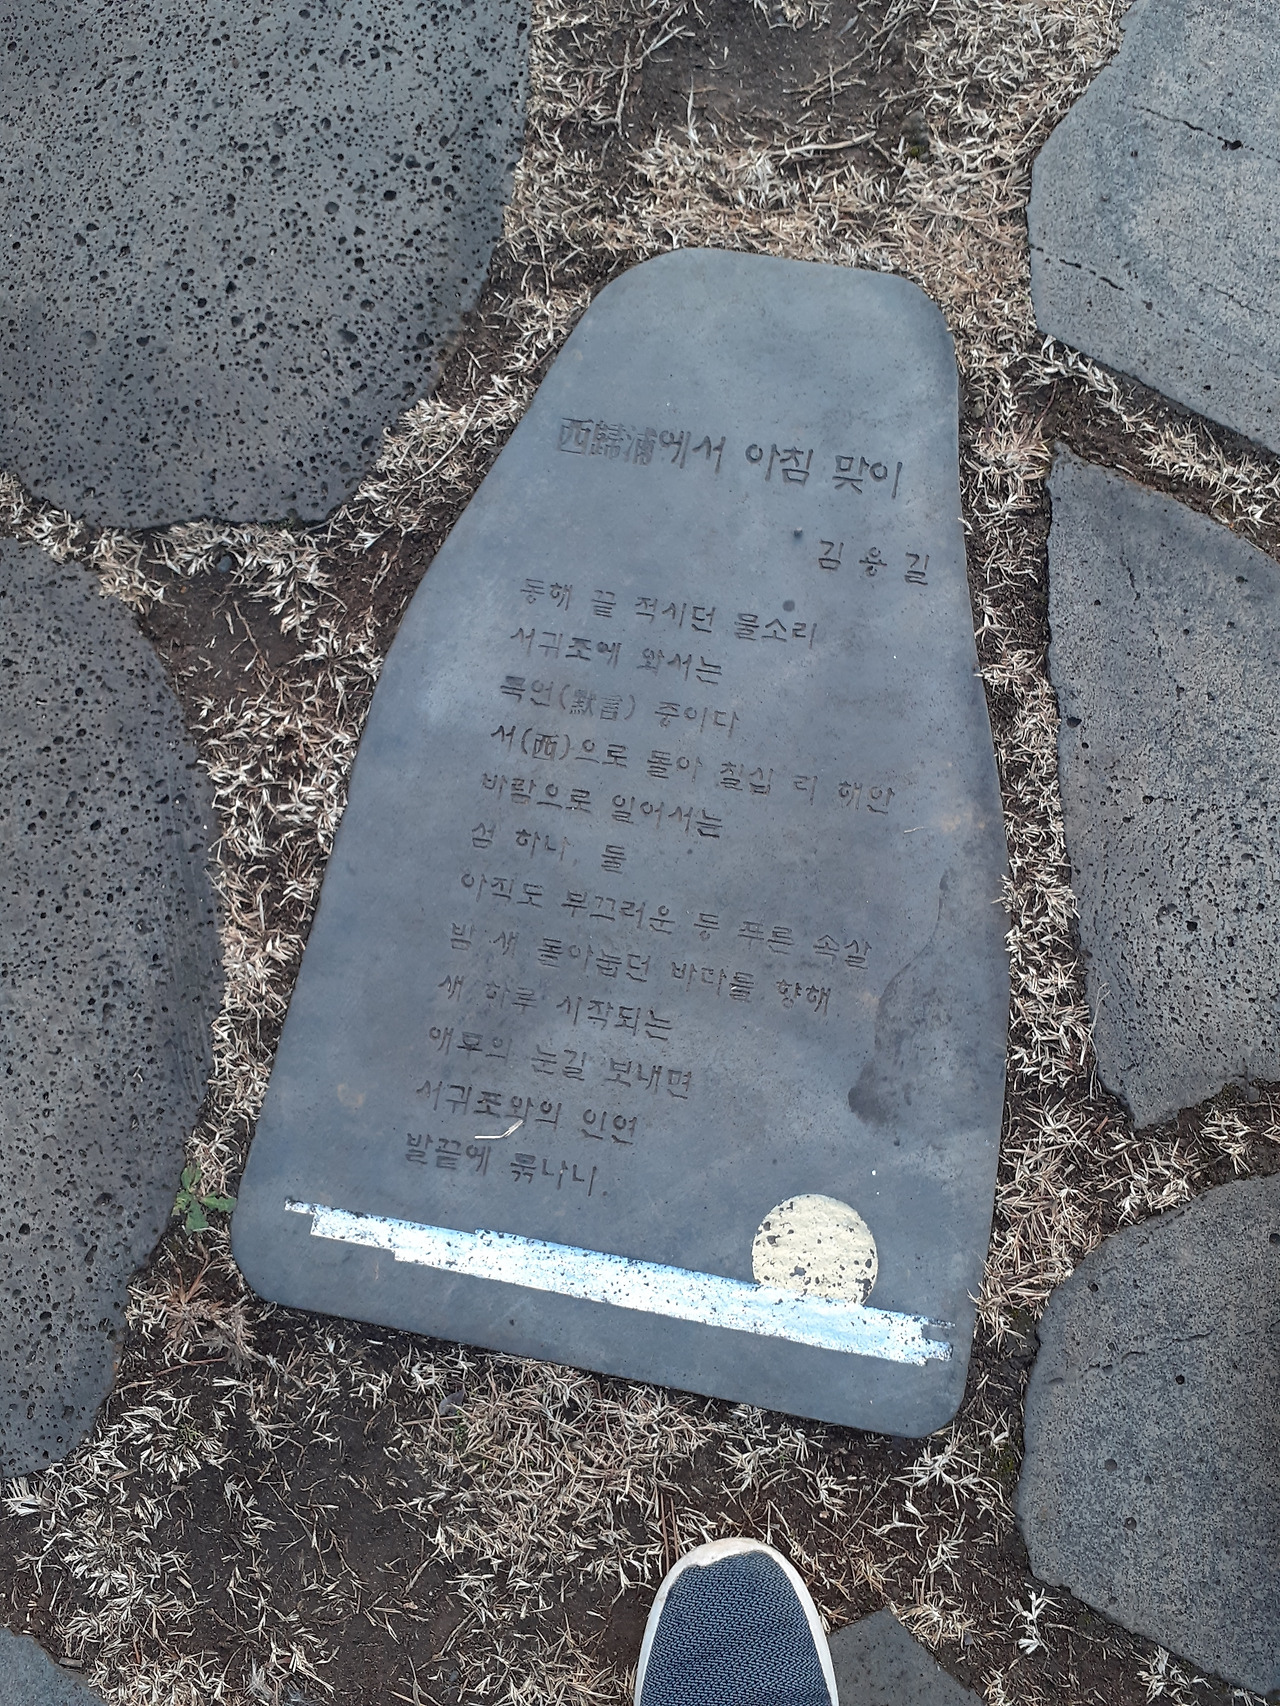 西歸浦에서 아침 맞이
김용길
동해 끝 적시던 물소리
서귀포에 와서는
묵언(默言) 중이다
서(西)으로 돌아 칠십 리 해안
바람으로 일어서는
섬 하나, 둘
아직도 부끄러운 등 푸른 속살
밤 새 돌아눕던 바다를 향해
새 하루 시작되는
애모의 눈길 보내면
서귀포와의 인연
발끝에 묶나니.